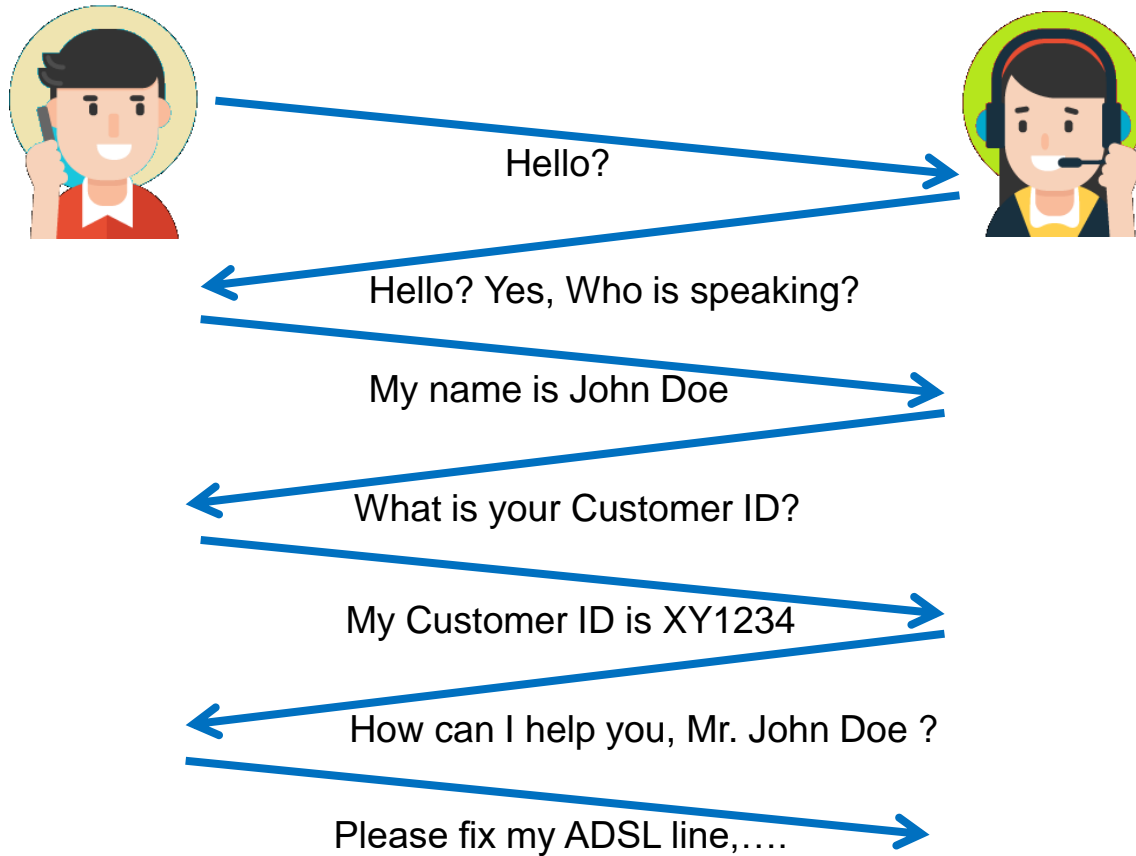 Hello?
Hello? Yes, Who is speaking?
My name is John Doe
What is your Customer ID?
My Customer ID is XY1234
How can I help you, Mr. John Doe ?
Please fix my ADSL line,….